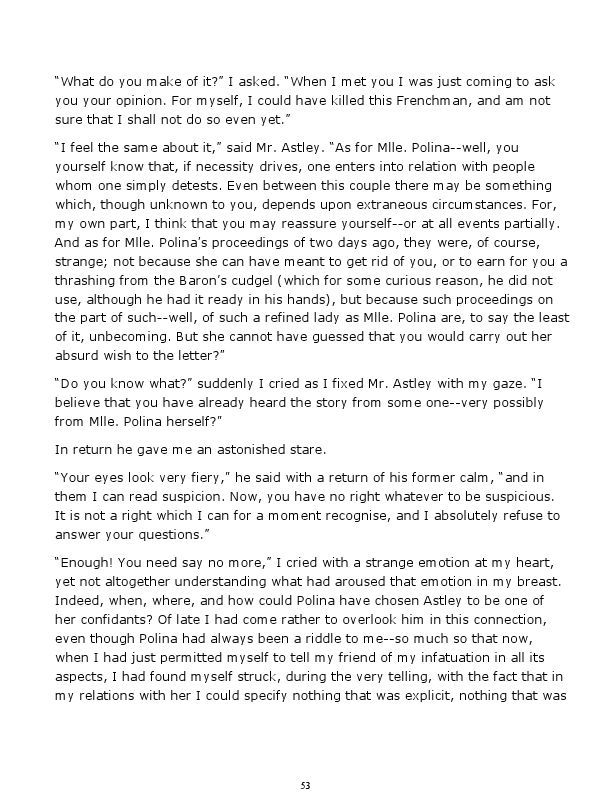 “What do you make of it?” I asked. “When I met you I was just coming to ask
you your opinion. For myself, I could have killed this Frenchman, and am not
sure that I shall not do so even yet.”
“I feel the same about it,” said Mr. Astley. “As for Mlle. Polina--well, you
yourself know that, if necessity drives, one enters into relation with people
whom one simply detests. Even between this couple there may be something
which, though unknown to you, depends upon extraneous circumstances. For,
my own part, I think that you may reassure yourself--or at all events partially.
And as for Mlle. Polina’s proceedings of two days ago, they were, of course,
strange; not because she can have meant to get rid of you, or to earn for you a
thrashing from the Baron’s cudgel (which for some curious reason, he did not
use, although he had it ready in his hands), but because such proceedings on
the part of such--well, of such a refined lady as Mlle. Polina are, to say the least
of it, unbecoming. But she cannot have guessed that you would carry out her
absurd wish to the letter?”
“Do you know what?” suddenly I cried as I fixed Mr. Astley with my gaze. “I
believe that you have already heard the story from some one--very possibly
from Mlle. Polina herself?”
In return he gave me an astonished stare.
“Your eyes look very fiery,” he said with a return of his former calm, “and in
them I can read suspicion. Now, you have no right whatever to be suspicious.
It is not a right which I can for a moment recognise, and I absolutely refuse to
answer your questions.”
“Enough! You need say no more,” I cried with a strange emotion at my heart,
yet not altogether understanding what had aroused that emotion in my breast.
Indeed, when, where, and how could Polina have chosen Astley to be one of
her confidants? Of late I had come rather to overlook him in this connection,
even though Polina had always been a riddle to me--so much so that now,
when I had just permitted myself to tell my friend of my infatuation in all its
aspects, I had found myself struck, during the very telling, with the fact that in
my relations with her I could specify nothing that was explicit, nothing that was
53